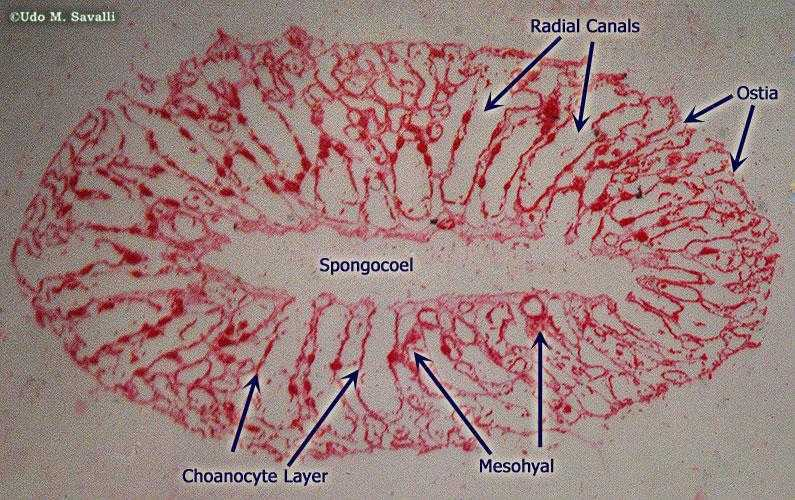 ©Udo M. Savalli
Radial Canals
Ostia
Spongocoel
Choanocyte Layer
Mesohyal